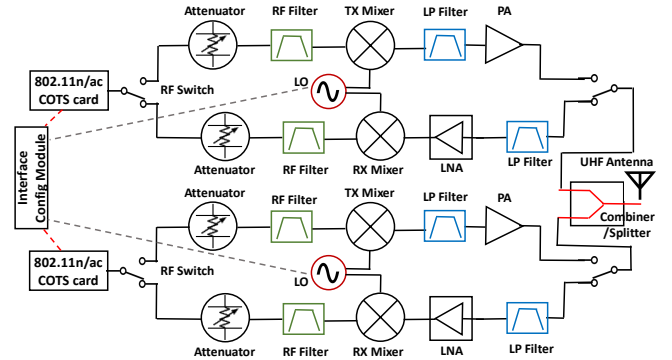 Attenuator
RF Filter
TX Mixer
LP Filter
PA
802.11n/ac
COTS card
RF Switch
LO
Interface
Config Module
Attenuator
RF Filter
RX Mixer
LNA
LP Filter
UHF Antenna
Combiner
/Splitter
Attenuator
RF Filter
TX Mixer
LP Filter
PA
802.11n/ac
COTS card
RF Switch
LO
Attenuator
RF Filter
RX Mixer
LNA
LP Filter